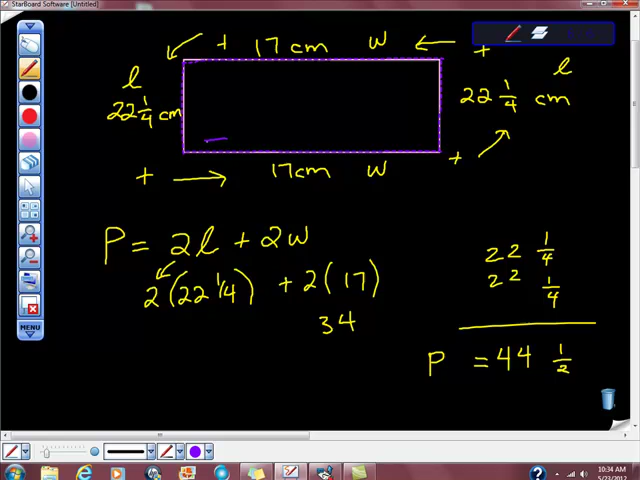 StarBoard Software [Untitled]
+ 17 cm w +
l l
22 1/4 cm 22 1/4 cm
+ 17cm w +
P = 2l + 2w
2(22 1/4) + 2(17)
34
22 1/4
22 1/4
P = 44 1/2
MENU
10:34 AM
5/23/2012